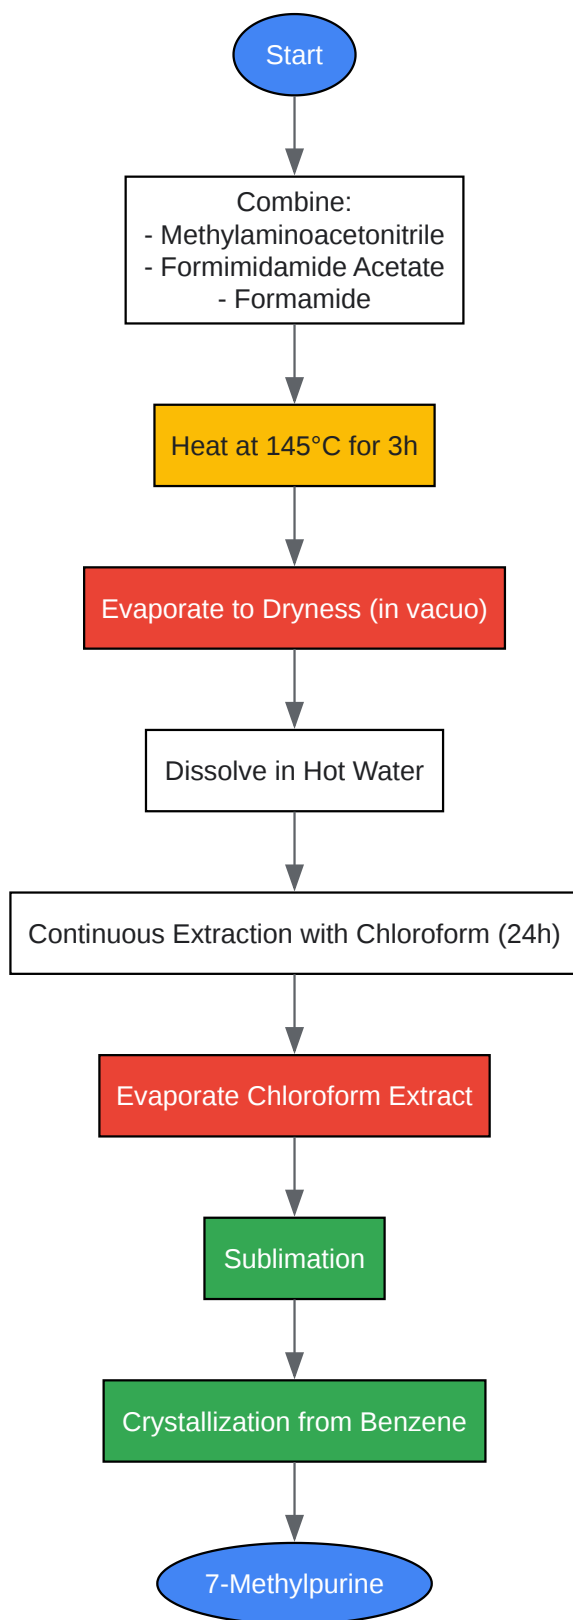 Start
Combine:
- Methylaminoacetonitrile
- Formimidamide Acetate
- Formamide
Heat at 145°C for 3h
Evaporate to Dryness (in vacuo)
Dissolve in Hot Water
Continuous Extraction with Chloroform (24h)
Evaporate Chloroform Extract
Sublimation
Crystallization from Benzene
7-Methylpurine